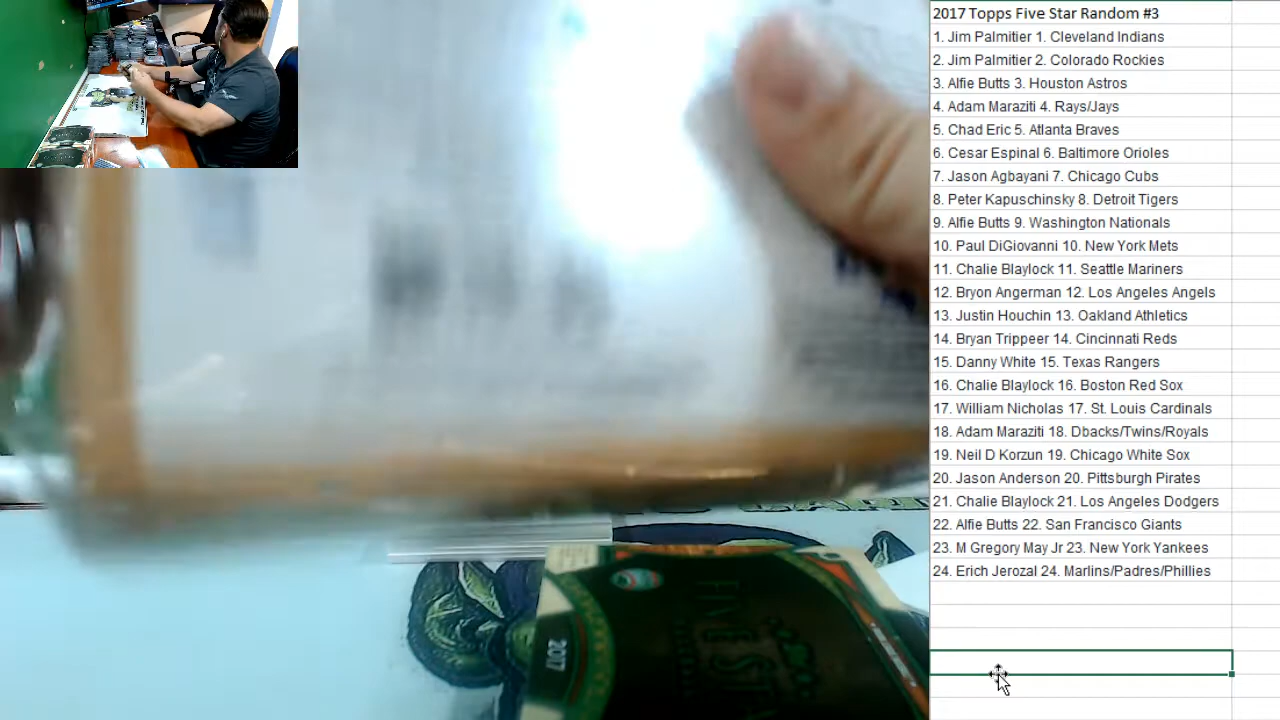 2017 Topps Five Star Random #3
1. Jim Palmitier 1. Cleveland Indians
2. Jim Palmitier 2. Colorado Rockies
3. Alfie Butts 3. Houston Astros
4. Adam Maraziti 4. Rays/Jays
5. Chad Eric 5. Atlanta Braves
6. Cesar Espinal 6. Baltimore Orioles
7. Jason Agbayani 7. Chicago Cubs
8. Peter Kapuschinsky 8. Detroit Tigers
9. Alfie Butts 9. Washington Nationals
10. Paul DiGiovanni 10. New York Mets
11. Chalie Blaylock 11. Seattle Mariners
12. Bryon Angerman 12. Los Angeles Angels
13. Justin Houchin 13. Oakland Athletics
14. Bryan Trippeer 14. Cincinnati Reds
15. Danny White 15. Texas Rangers
16. Chalie Blaylock 16. Boston Red Sox
17. William Nicholas 17. St. Louis Cardinals
18. Adam Maraziti 18. Dbacks/Twins/Royals
19. Neil D Korzun 19. Chicago White Sox
20. Jason Anderson 20. Pittsburgh Pirates
21. Chalie Blaylock 21. Los Angeles Dodgers
22. Alfie Butts 22. San Francisco Giants
23. M Gregory May Jr 23. New York Yankees
24. Erich Jerozal 24. Marlins/Padres/Phillies
2017
FIVE STAR